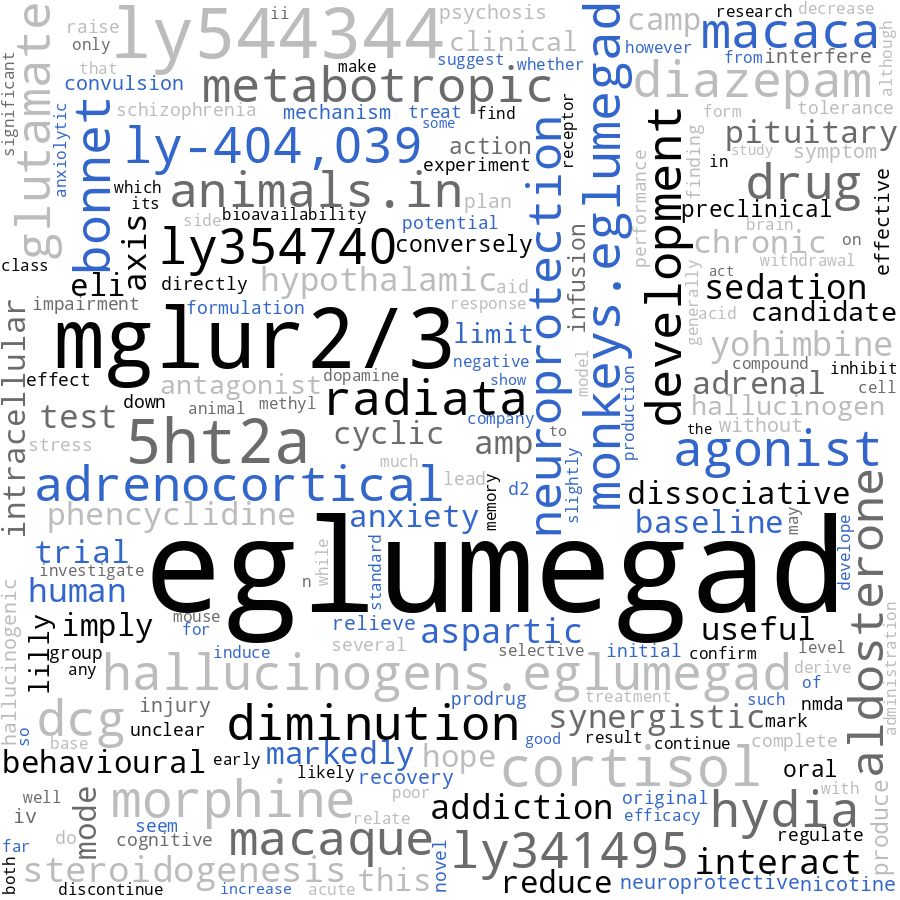 ii
decrease
research
psychosis
camp
macaca
raise
ly544344
only
clinical
suggest
whether
however
from
interfere
although
glutamate
significant
that
make
metabotropic
convulsion
monkeys.eglumegad
diazepam
schizophrenia
mechanism
treat
find
receptor
form
tolerance
anxiolytic
bonnet
ly-404,039
some
action
experiment
neuroprotection
development
finding
pituitary
study
symptom
in
performance
which
its
animals.in
plan
drug
effective
side
bioavailability
potential
preclinical
brain
axis
ly354740
conversely
infusion
chronic
on
withdrawal
class
eli
directly
hypothalamic
aid
generally
act
sedation
impairment
formulation
response
acid
candidate
intracellular
mglur2/3
limit
model
yohimbine
negative
compound
inhibit
effect
antagonist
dopamine
show
production
adrenal
cell
down
animal
methyl
radiata
hallucinogen
test
5ht2a
cyclic
company
amp
to
the
without
stress
much
agonist
adrenocortical
lead
memory
d2
slightly
dissociative
aldosterone
phencyclidine
anxiety
baseline
may
develope
trial
investigate
eglumegad
n
while
standard
human
hallucinogenic
lilly
imply
mouse
for
relieve
aspartic
useful
administration
group
any
induce
several
selective
initial
confirm
level
hallucinogens.eglumegad
derive
of
so
dcg
injury
prodrug
treatment
such
nmda
base
unclear
diminution
synergistic
mark
good
result
continue
complete
behavioural
early
markedly
hope
cortisol
oral
likely
recovery
well
mode
morphine
poor
addiction
original
hydia
with
produce
iv
seem
relate
efficacy
do
cognitive
macaque
ly341495
regulate
far
both
steroidogenesis
this
novel
interact
discontinue
increase
acute
reduce
neuroprotective
nicotine